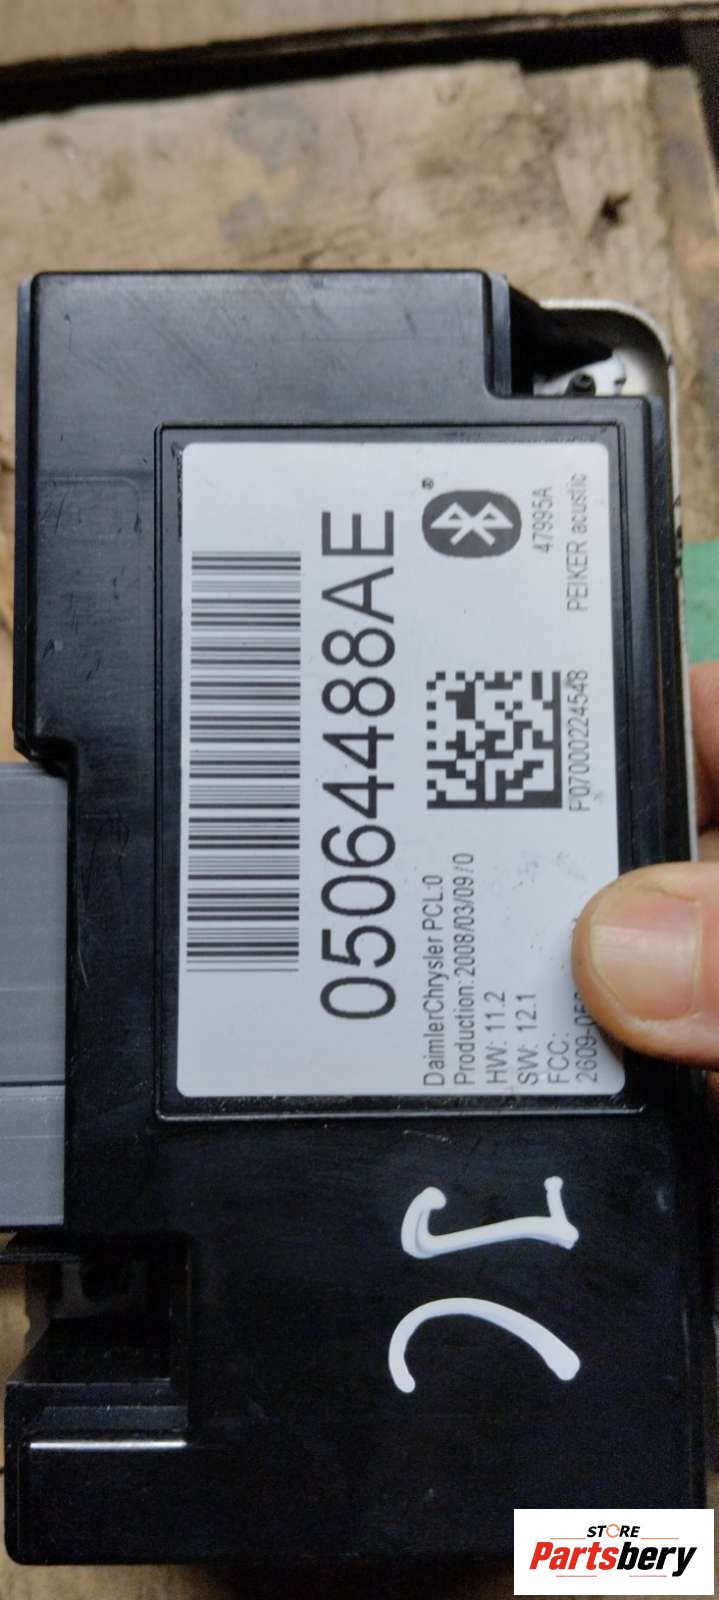 05064488AE
DaimlerChrysler PCL:0
Production:2008/03/09/0
HW: 11.2
SW: 12.1
FCC:
P07000224548
47995A
PEIKER acustic
JC
STORE
Partsbery